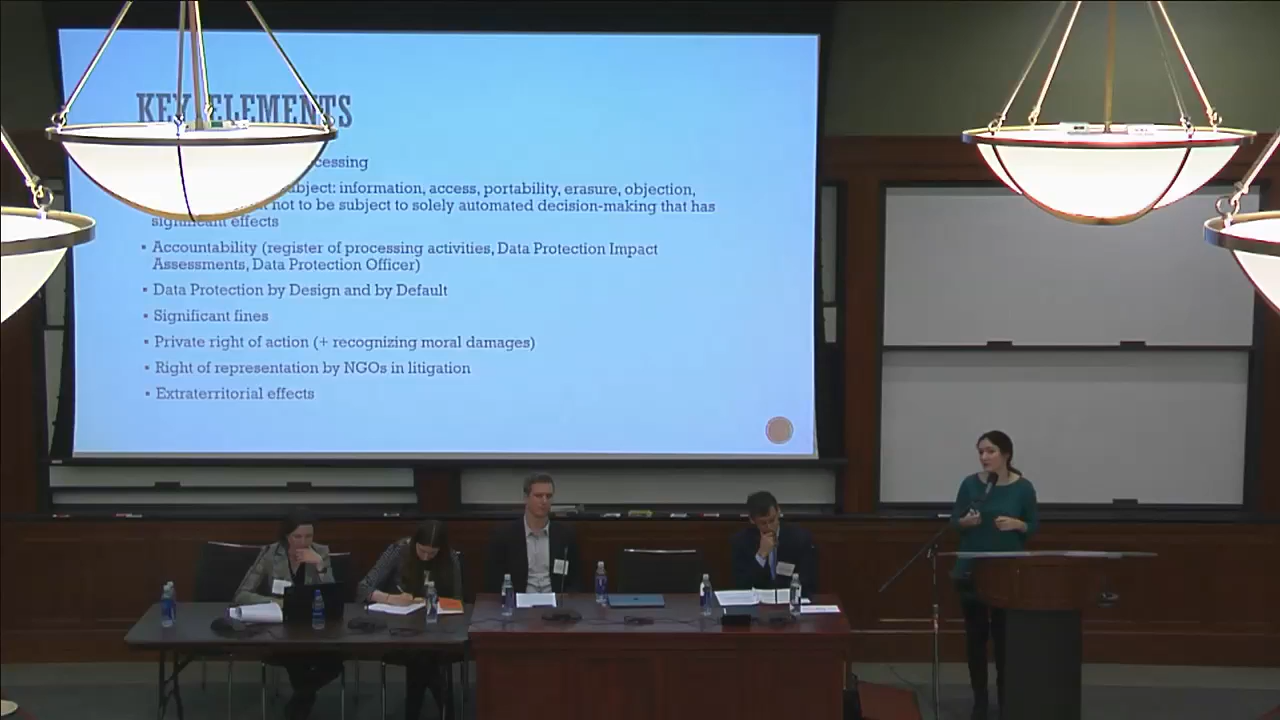 KEY ELEMENTS
cessing
bject: information, access, portability, erasure, objection,
not to be subject to solely automated decision-making that has
significant effects
▪ Accountability (register of processing activities, Data Protection Impact
Assessments, Data Protection Officer)
▪ Data Protection by Design and by Default
▪ Significant fines
▪ Private right of action (+ recognizing moral damages)
▪ Right of representation by NGOs in litigation
▪ Extraterritorial effects